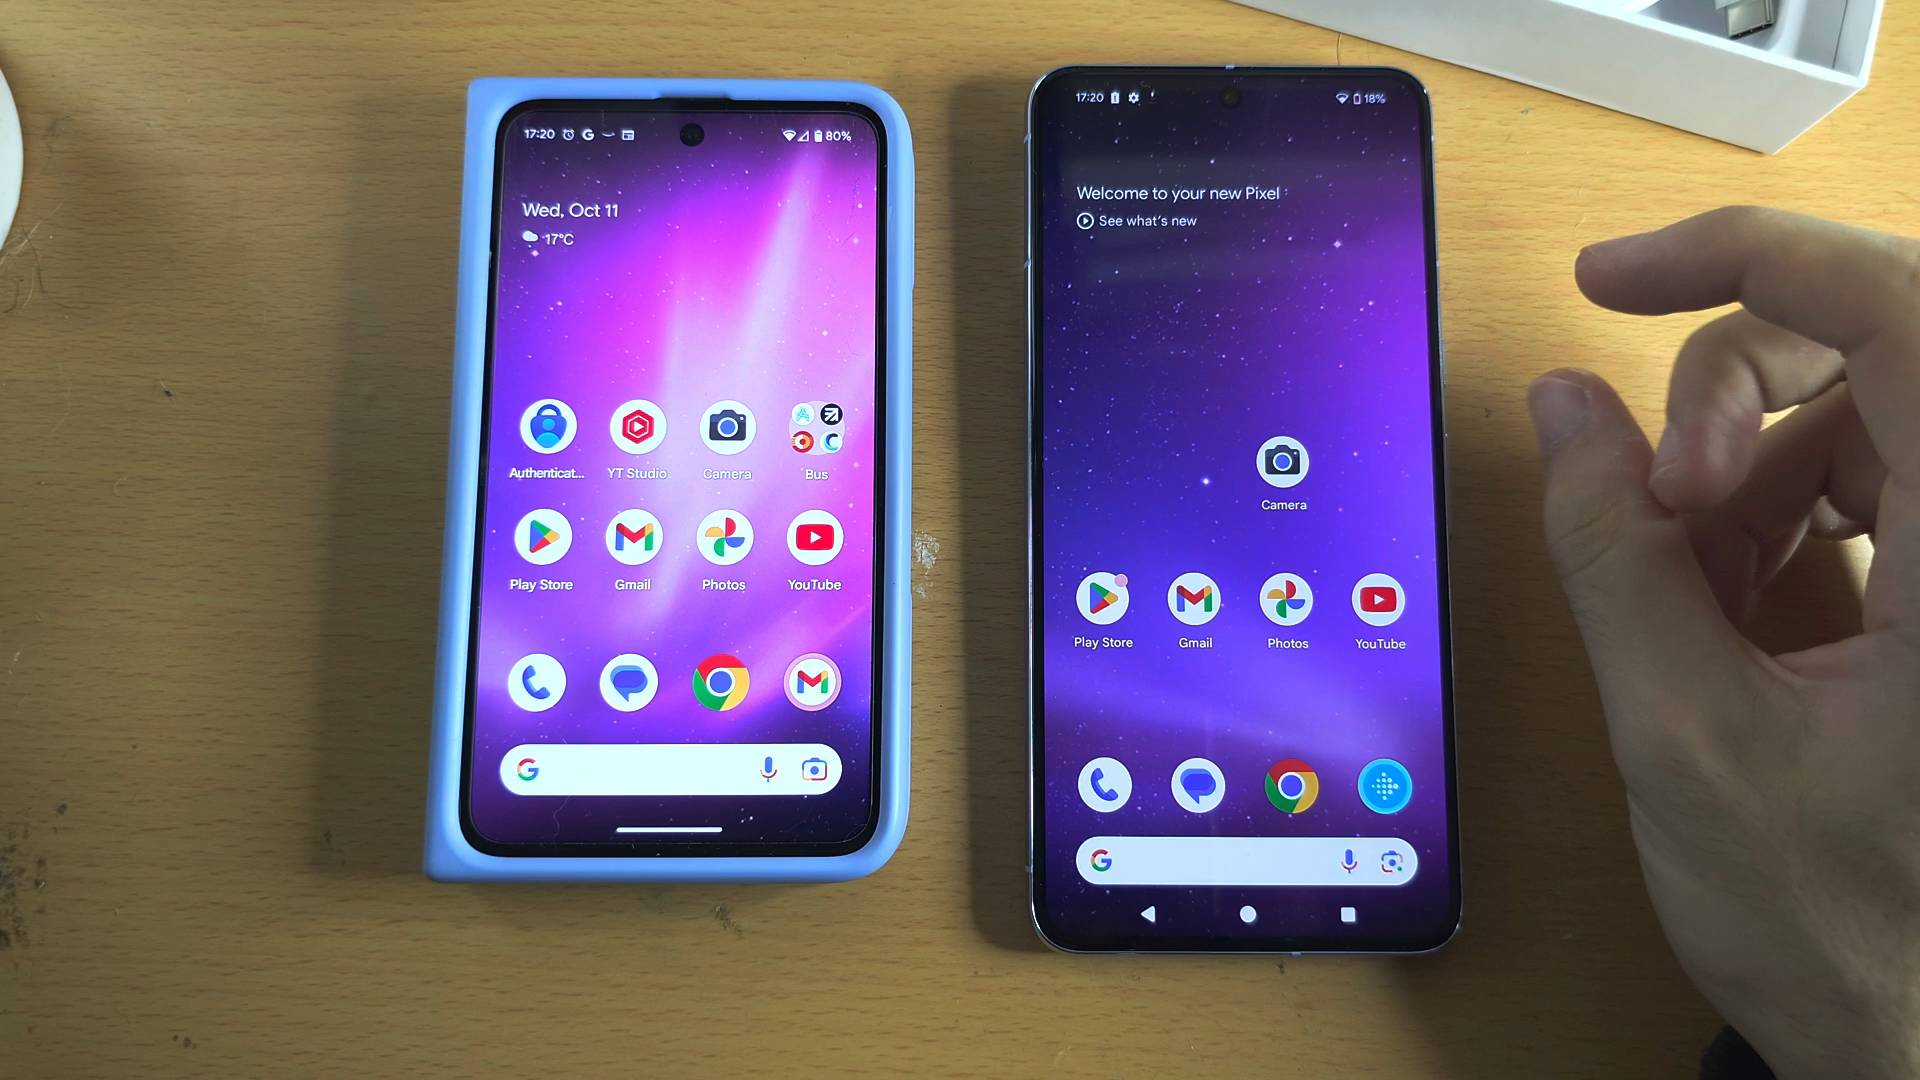 17:20
80%
Wed, Oct 11
17°C
Authenticat...
YT Studio
Camera
Bus
Play Store
Gmail
Photos
YouTube
17:20
18%
Welcome to your new Pixel
See what's new
Camera
Play Store
Gmail
Photos
YouTube